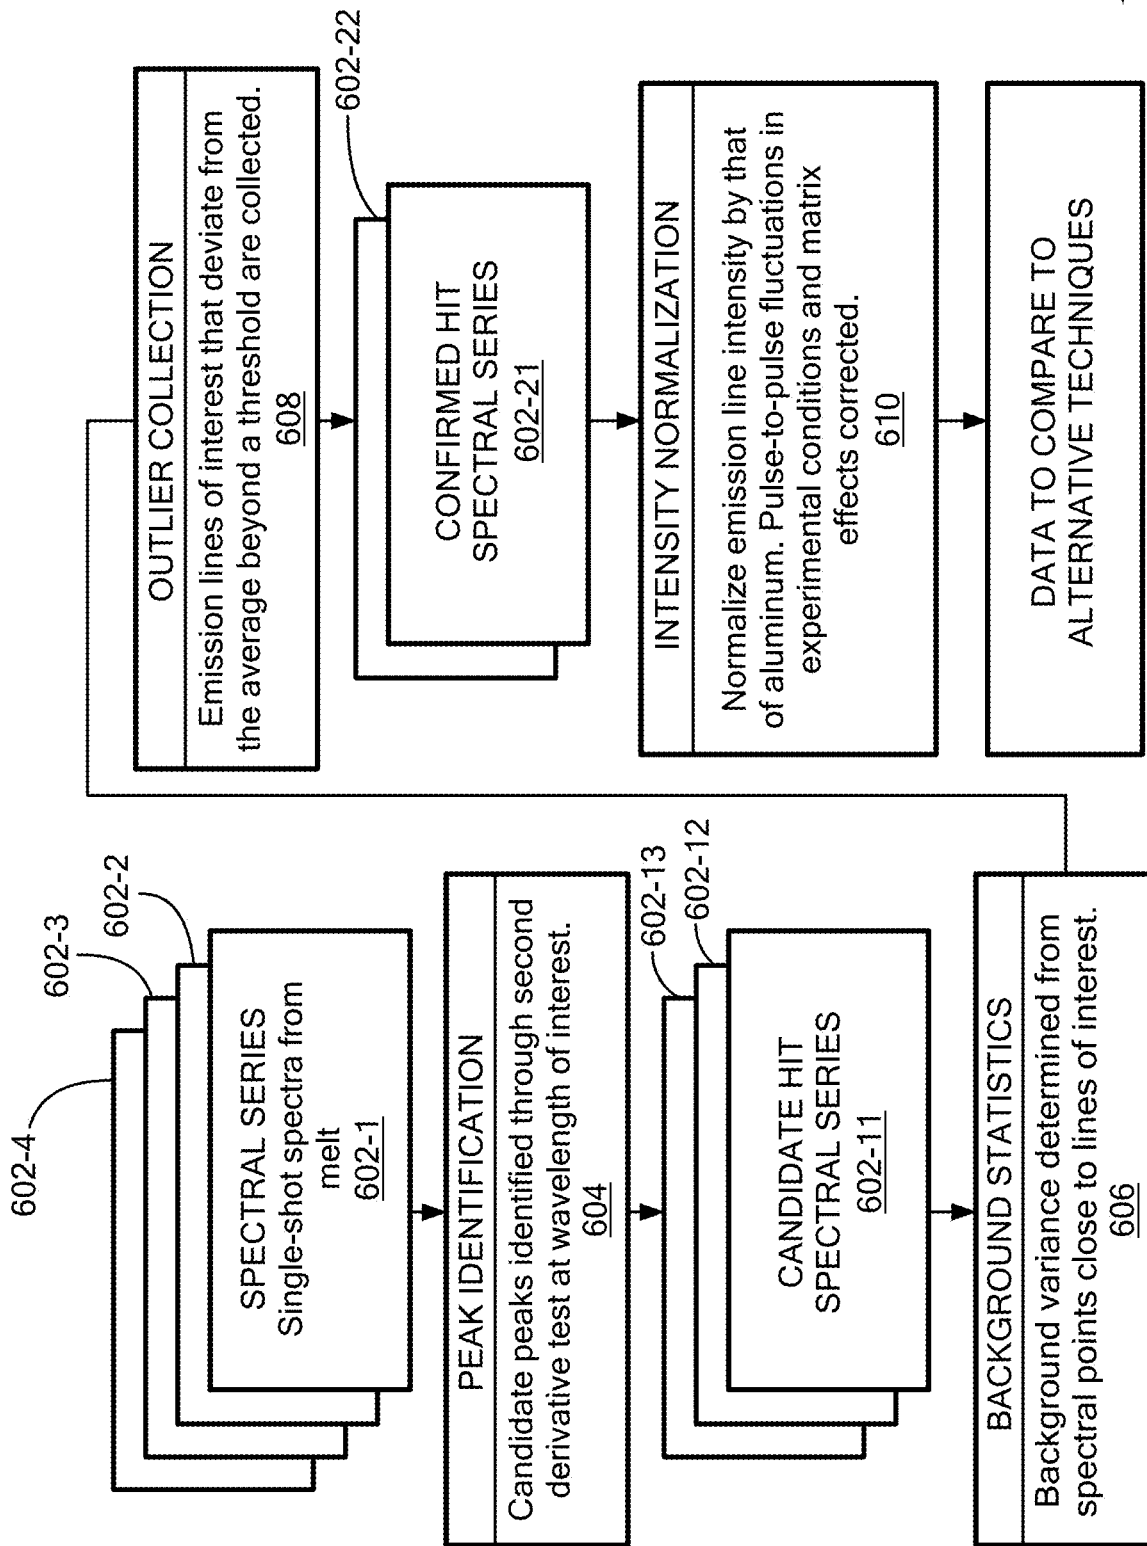 602-4
602-3
602-2
SPECTRAL SERIES
Single-shot spectra from
melt
602-1
PEAK IDENTIFICATION
Candidate peaks identified through second
derivative test at wavelength of interest.
604
602-13
602-12
CANDIDATE HIT
SPECTRAL SERIES
602-11
BACKGROUND STATISTICS
Background variance determined from
spectral points close to lines of interest.
606
OUTLIER COLLECTION
Emission lines of interest that deviate from
the average beyond a threshold are collected.
608
602-22
CONFIRMED HIT
SPECTRAL SERIES
602-21
INTENSITY NORMALIZATION
Normalize emission line intensity by that
of aluminum. Pulse-to-pulse fluctuations in
experimental conditions and matrix
effects corrected.
610
DATA TO COMPARE TO
ALTERNATIVE TECHNIQUES